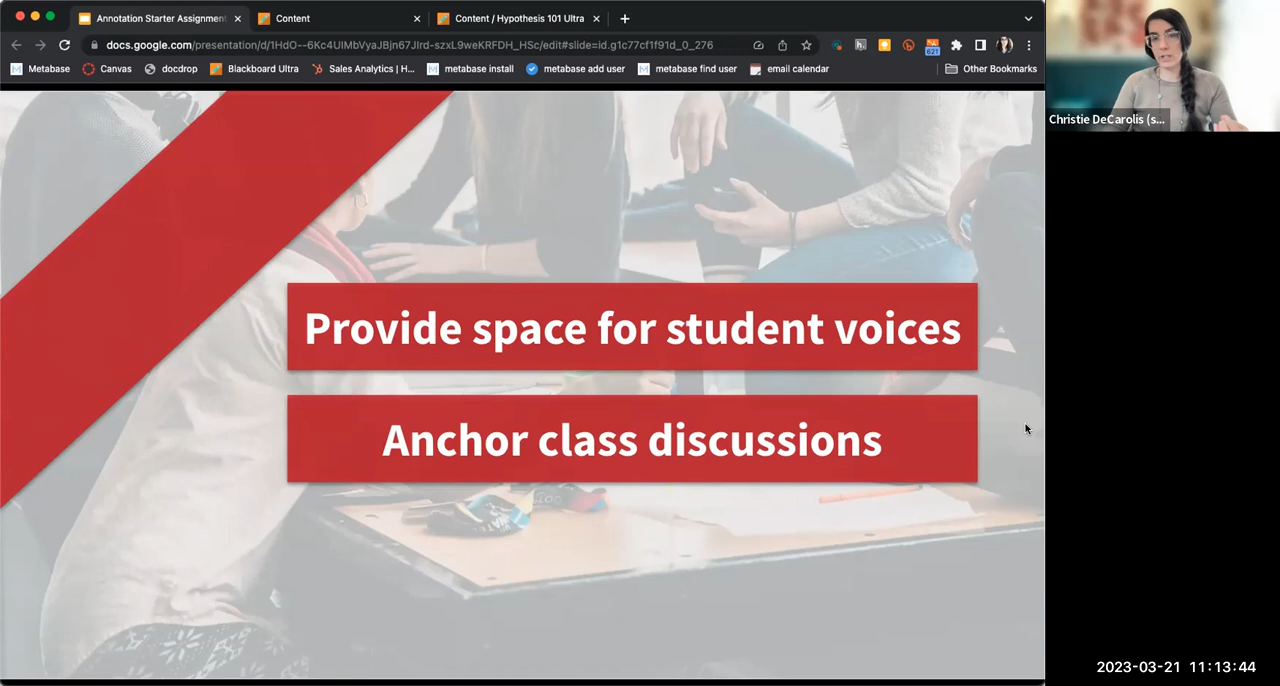 Annotation Starter Assignment
Content
Content / Hypothesis 101 Ultra
docs.google.com/presentation/d/1HdO--6Kc4UIMbVyaJBjn67JIrd-szxL9weKRFDH_HSc/edit#slide=id.g1c77cf1f91d_0_276
621
Metabase
Canvas
docdrop
Blackboard Ultra
Sales Analytics | H...
metabase install
metabase add user
metabase find user
email calendar
Other Bookmarks
Christie DeCarolis (s...
Provide space for student voices
Anchor class discussions
2023-03-21 11:13:44